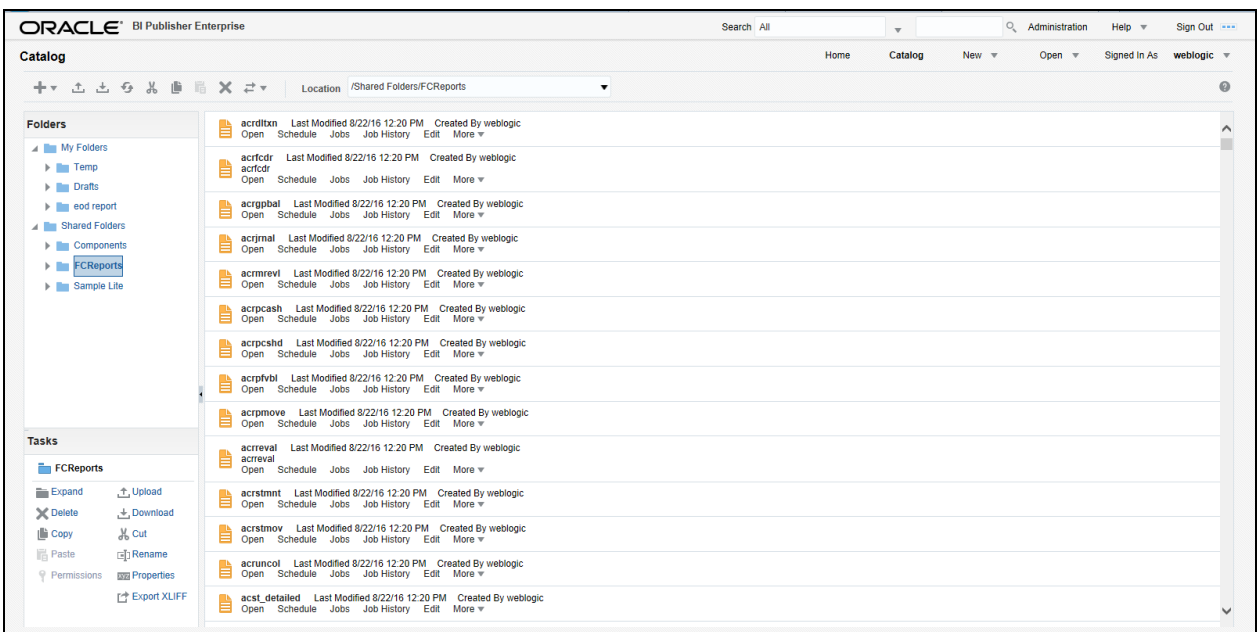 ORACLE BI Publisher Enterprise Search All Administration Help Sign Out
Catalog Home Catalog New Open Signed In As weblogic
Location /Shared Folders/FCReports
Folders
My Folders
Temp
Drafts
eod report
Shared Folders
Components
FCReports
Sample Lite
Tasks
FCReports
Expand Upload
Delete Download
Copy Cut
Paste Rename
Permissions Properties
Export XLIFF
acrdltxn Last Modified 8/22/16 12:20 PM Created By weblogic
Open Schedule Jobs Job History Edit More
acrfcdr Last Modified 8/22/16 12:20 PM Created By weblogic
acrfcdr
Open Schedule Jobs Job History Edit More
acrgpbal Last Modified 8/22/16 12:20 PM Created By weblogic
Open Schedule Jobs Job History Edit More
acrjrnal Last Modified 8/22/16 12:20 PM Created By weblogic
Open Schedule Jobs Job History Edit More
acrmrevl Last Modified 8/22/16 12:20 PM Created By weblogic
Open Schedule Jobs Job History Edit More
acrpcash Last Modified 8/22/16 12:20 PM Created By weblogic
Open Schedule Jobs Job History Edit More
acrpcshd Last Modified 8/22/16 12:20 PM Created By weblogic
Open Schedule Jobs Job History Edit More
acrpfvbl Last Modified 8/22/16 12:20 PM Created By weblogic
Open Schedule Jobs Job History Edit More
acrpmove Last Modified 8/22/16 12:20 PM Created By weblogic
Open Schedule Jobs Job History Edit More
acrreval Last Modified 8/22/16 12:20 PM Created By weblogic
acrreval
Open Schedule Jobs Job History Edit More
acrstmnt Last Modified 8/22/16 12:20 PM Created By weblogic
Open Schedule Jobs Job History Edit More
acrstmov Last Modified 8/22/16 12:20 PM Created By weblogic
Open Schedule Jobs Job History Edit More
acruncol Last Modified 8/22/16 12:20 PM Created By weblogic
Open Schedule Jobs Job History Edit More
acst_detailed Last Modified 8/22/16 12:20 PM Created By weblogic
Open Schedule Jobs Job History Edit More